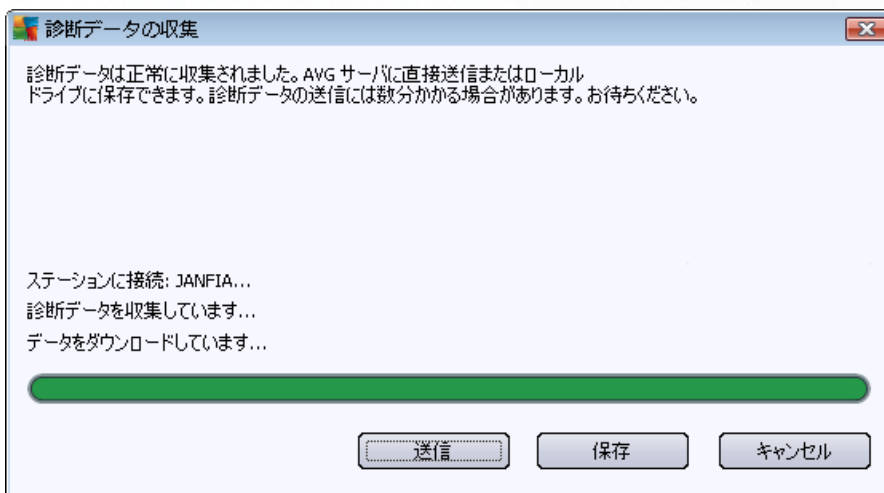 診断データの収集
診断データは正常に収集されました。AVG サーバに直接送信またはローカル
ドライブに保存できます。診断データの送信には数分かかる場合があります。お待ちください。
ステーションに接続: JANFIA...
診断データを収集しています...
データをダウンロードしています...
送信 保存 キャンセル